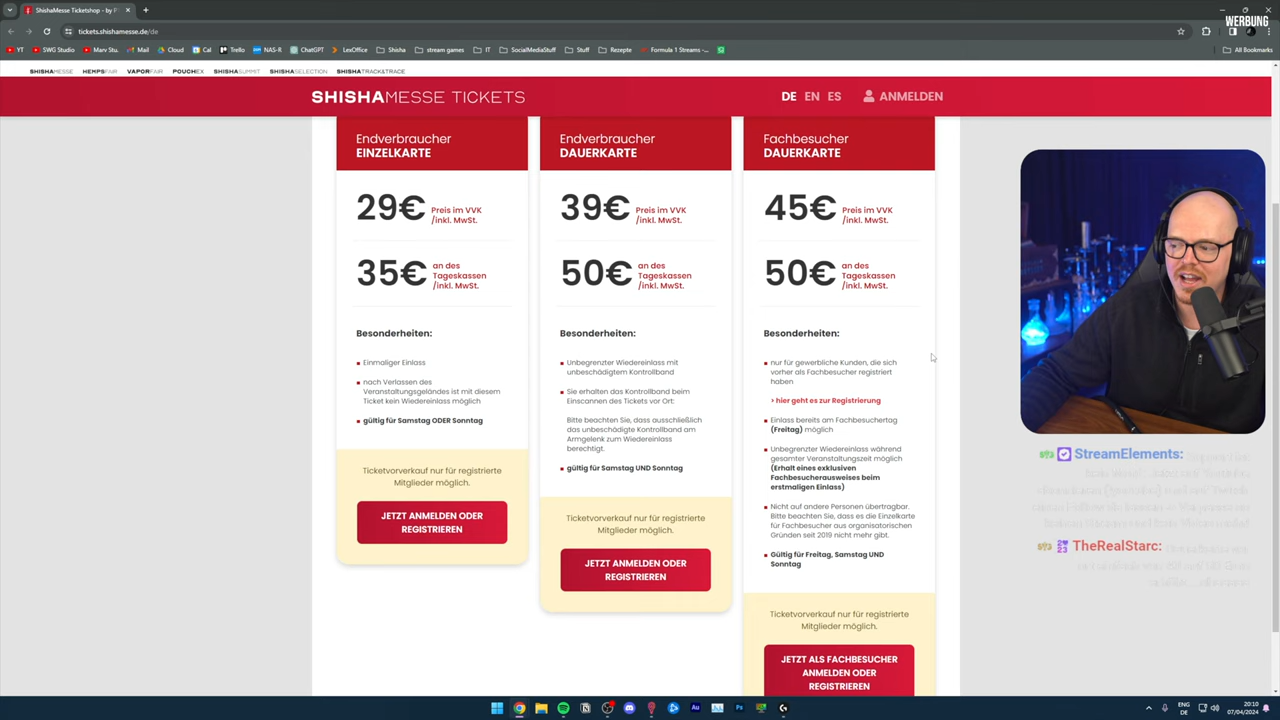 ShishaMesse Ticketshop - by P
WERBUNG
tickets.shishamesse.de/de
YT
SWG Studio
Marv Stu.
Mail
Cloud
Cal
Trello
NAS-R
ChatGPT
LexOffice
Shisha
stream games
IT
SocialMediaStuff
Stuff
Rezepte
Formula 1 Streams -...
All Bookmarks
SHISHAMESSE HEMPSFAIR VAPORFAIR POUCHEX SHISHASUMMIT SHISHASELECTION SHISHATRACK&TRACE
SHISHAMESSE TICKETS
DE EN ES ANMELDEN
Endverbraucher
EINZELKARTE
29€ Preis im VVK
/inkl. MwSt.
35€ an des
Tageskassen
/inkl. MwSt.
Besonderheiten:
Einmaliger Einlass
nach Verlassen des
Veranstaltungsgeländes ist mit diesem
Ticket kein Wiedereinlass möglich
gültig für Samstag ODER Sonntag
Ticketvorverkauf nur für registrierte
Mitglieder möglich.
JETZT ANMELDEN ODER
REGISTRIEREN
Endverbraucher
DAUERKARTE
39€ Preis im VVK
/inkl. MwSt.
50€ an des
Tageskassen
/inkl. MwSt.
Besonderheiten:
Unbegrenzter Wiedereinlass mit
unbeschädigtem Kontrollband
Sie erhalten das Kontrollband beim
Einscannen des Tickets vor Ort:
Bitte beachten Sie, dass ausschließlich
das unbeschädigte Kontrollband am
Armgelenk zum Wiedereinlass
berechtigt.
gültig für Samstag UND Sonntag
Ticketvorverkauf nur für registrierte
Mitglieder möglich.
JETZT ANMELDEN ODER
REGISTRIEREN
Fachbesucher
DAUERKARTE
45€ Preis im VVK
/inkl. MwSt.
50€ an des
Tageskassen
/inkl. MwSt.
Besonderheiten:
nur für gewerbliche Kunden, die sich
vorher als Fachbesucher registriert
haben
> hier geht es zur Registrierung
Einlass bereits am Fachbesuchertag
(Freitag) möglich
Unbegrenzter Wiedereinlass während
gesamter Veranstaltungszeit möglich
(Erhalt eines exklusiven
Fachbesucherausweises beim
erstmaligen Einlass)
Nicht auf andere Personen übertragbar.
Bitte beachten Sie, dass es die Einzelkarte
für Fachbesucher aus organisatorischen
Gründen seit 2019 nicht mehr gibt.
Gültig für Freitag, Samstag UND
Sonntag
Ticketvorverkauf nur für registrierte
Mitglieder möglich.
JETZT ALS FACHBESUCHER
ANMELDEN ODER
REGISTRIEREN
StreamElements:
TheRealStarc:
ENG
DE
20:10
07/04/2024